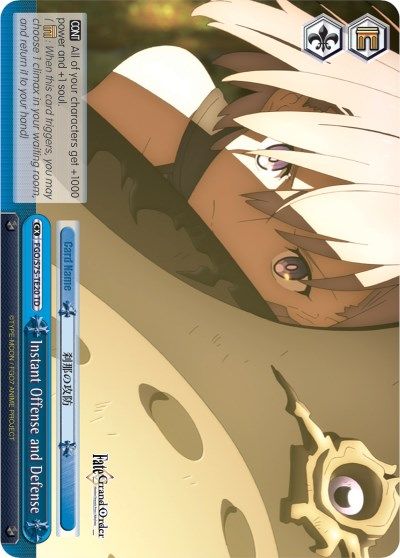 CONT All of your characters get +1000
power and +1 soul.
( : When this card triggers, you may
choose 1 climax in your waiting room,
and return it to your hand)
Card Name
刹那の攻防
CX
Instant Offense and Defense
©TYPE-MOON / FGO7 ANIME PROJECT
Fate
Grand Order